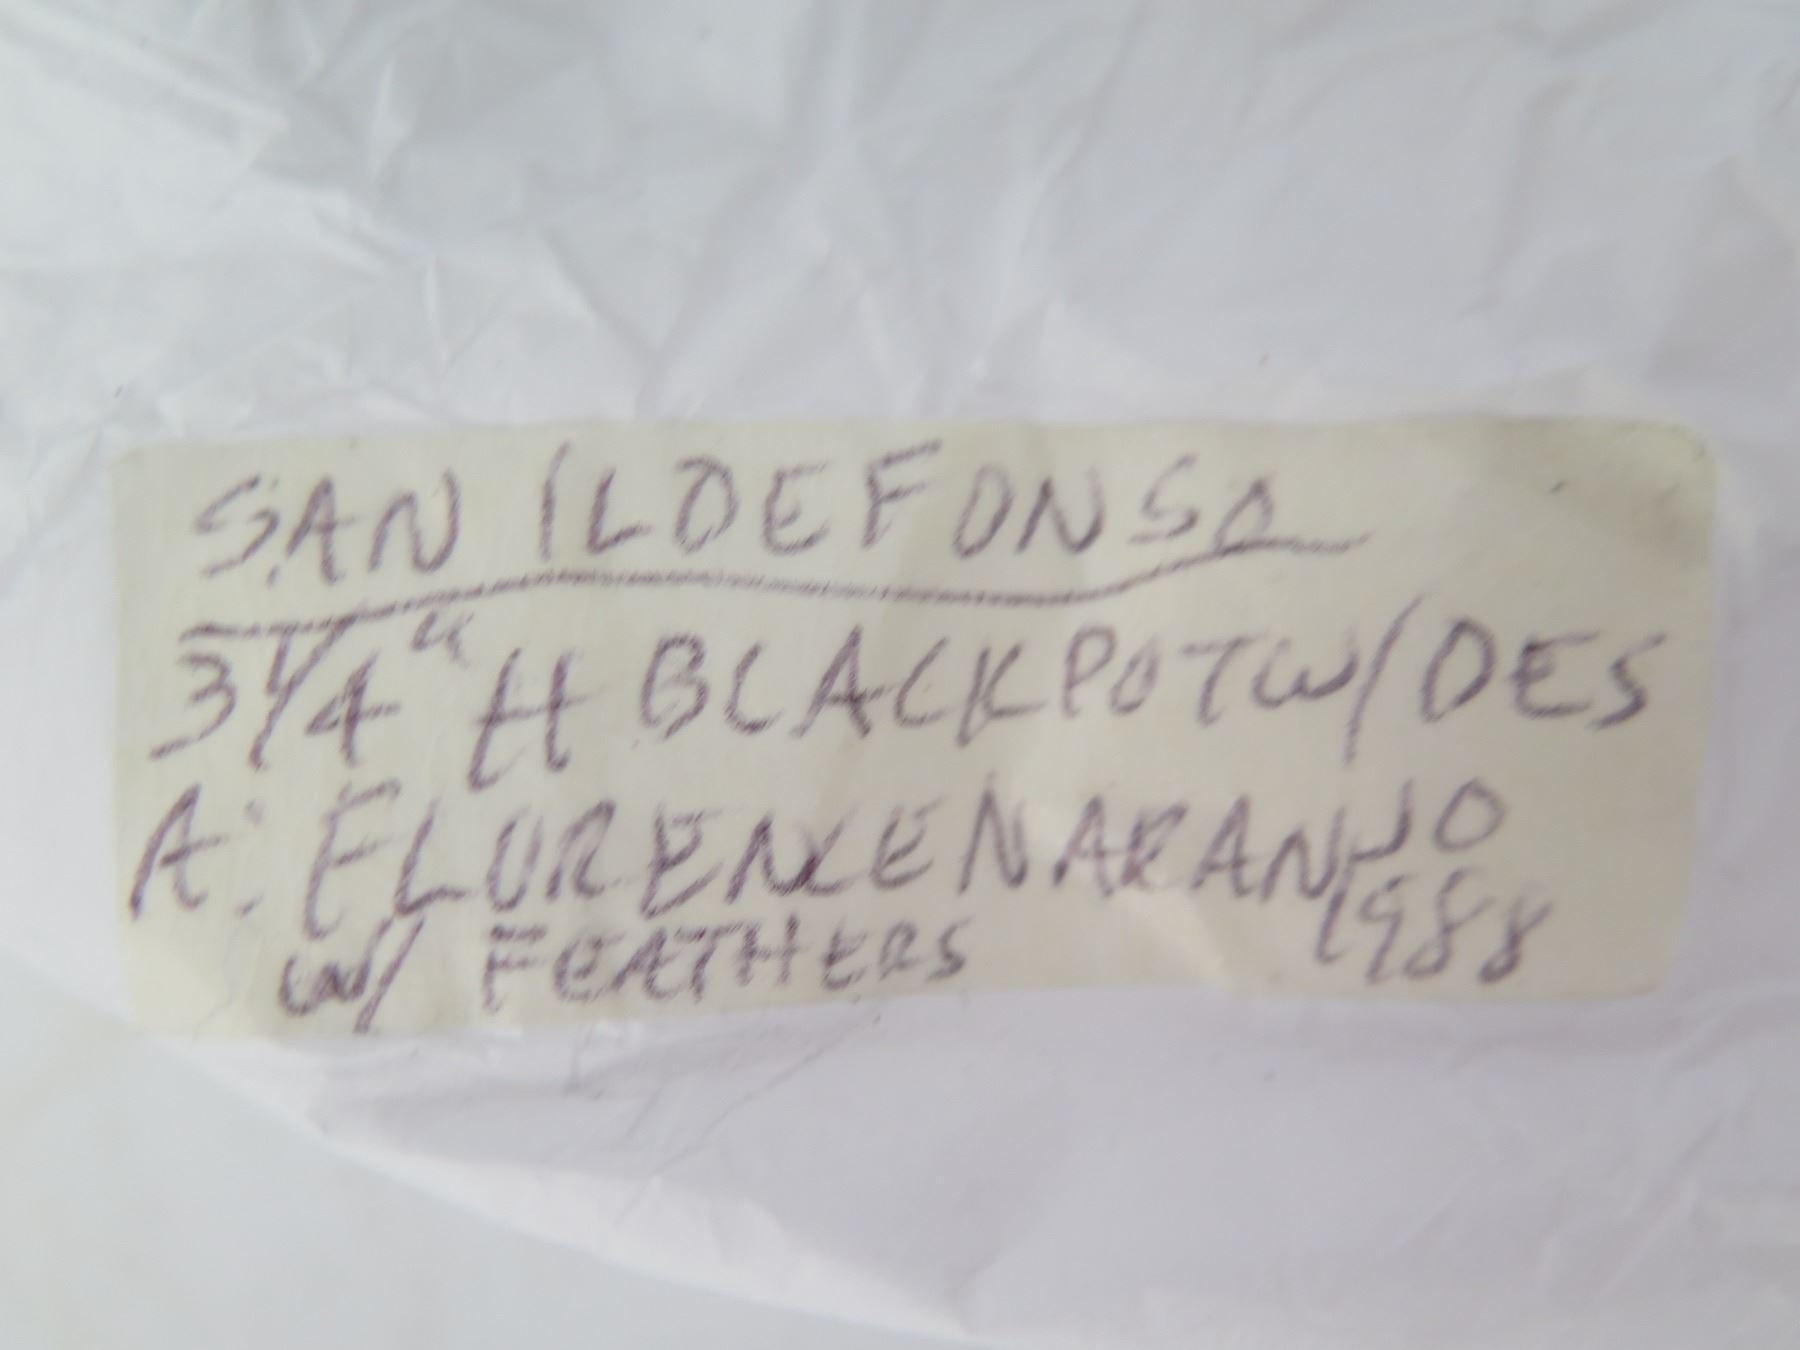 SAN ILDEFONSO
3 1/4" H BLACK POT W/ DES
A: FLORENCE NARANJO
w/ FEATHERS 1988